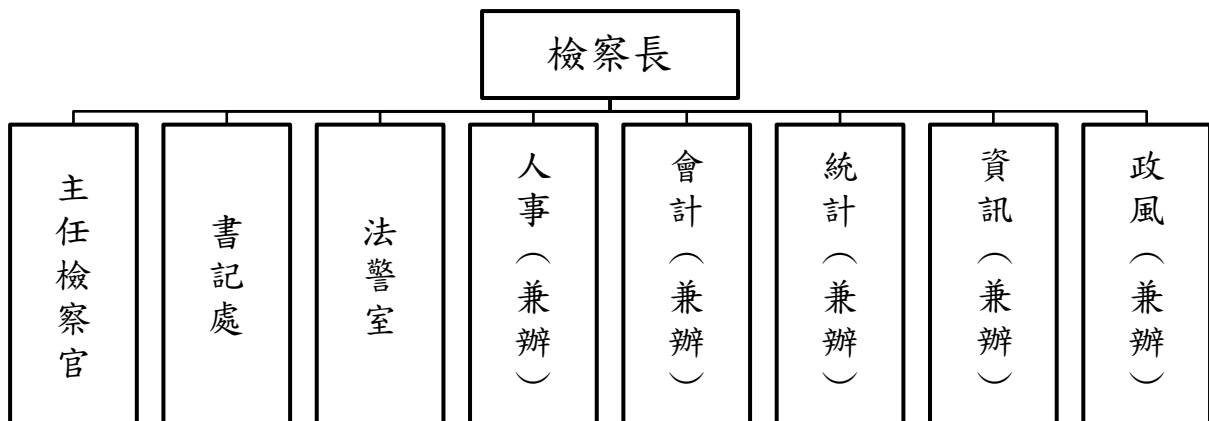 檢察長
主任檢察官
書記處
法警室
人事（兼辦）
會計（兼辦）
統計（兼辦）
資訊（兼辦）
政風（兼辦）